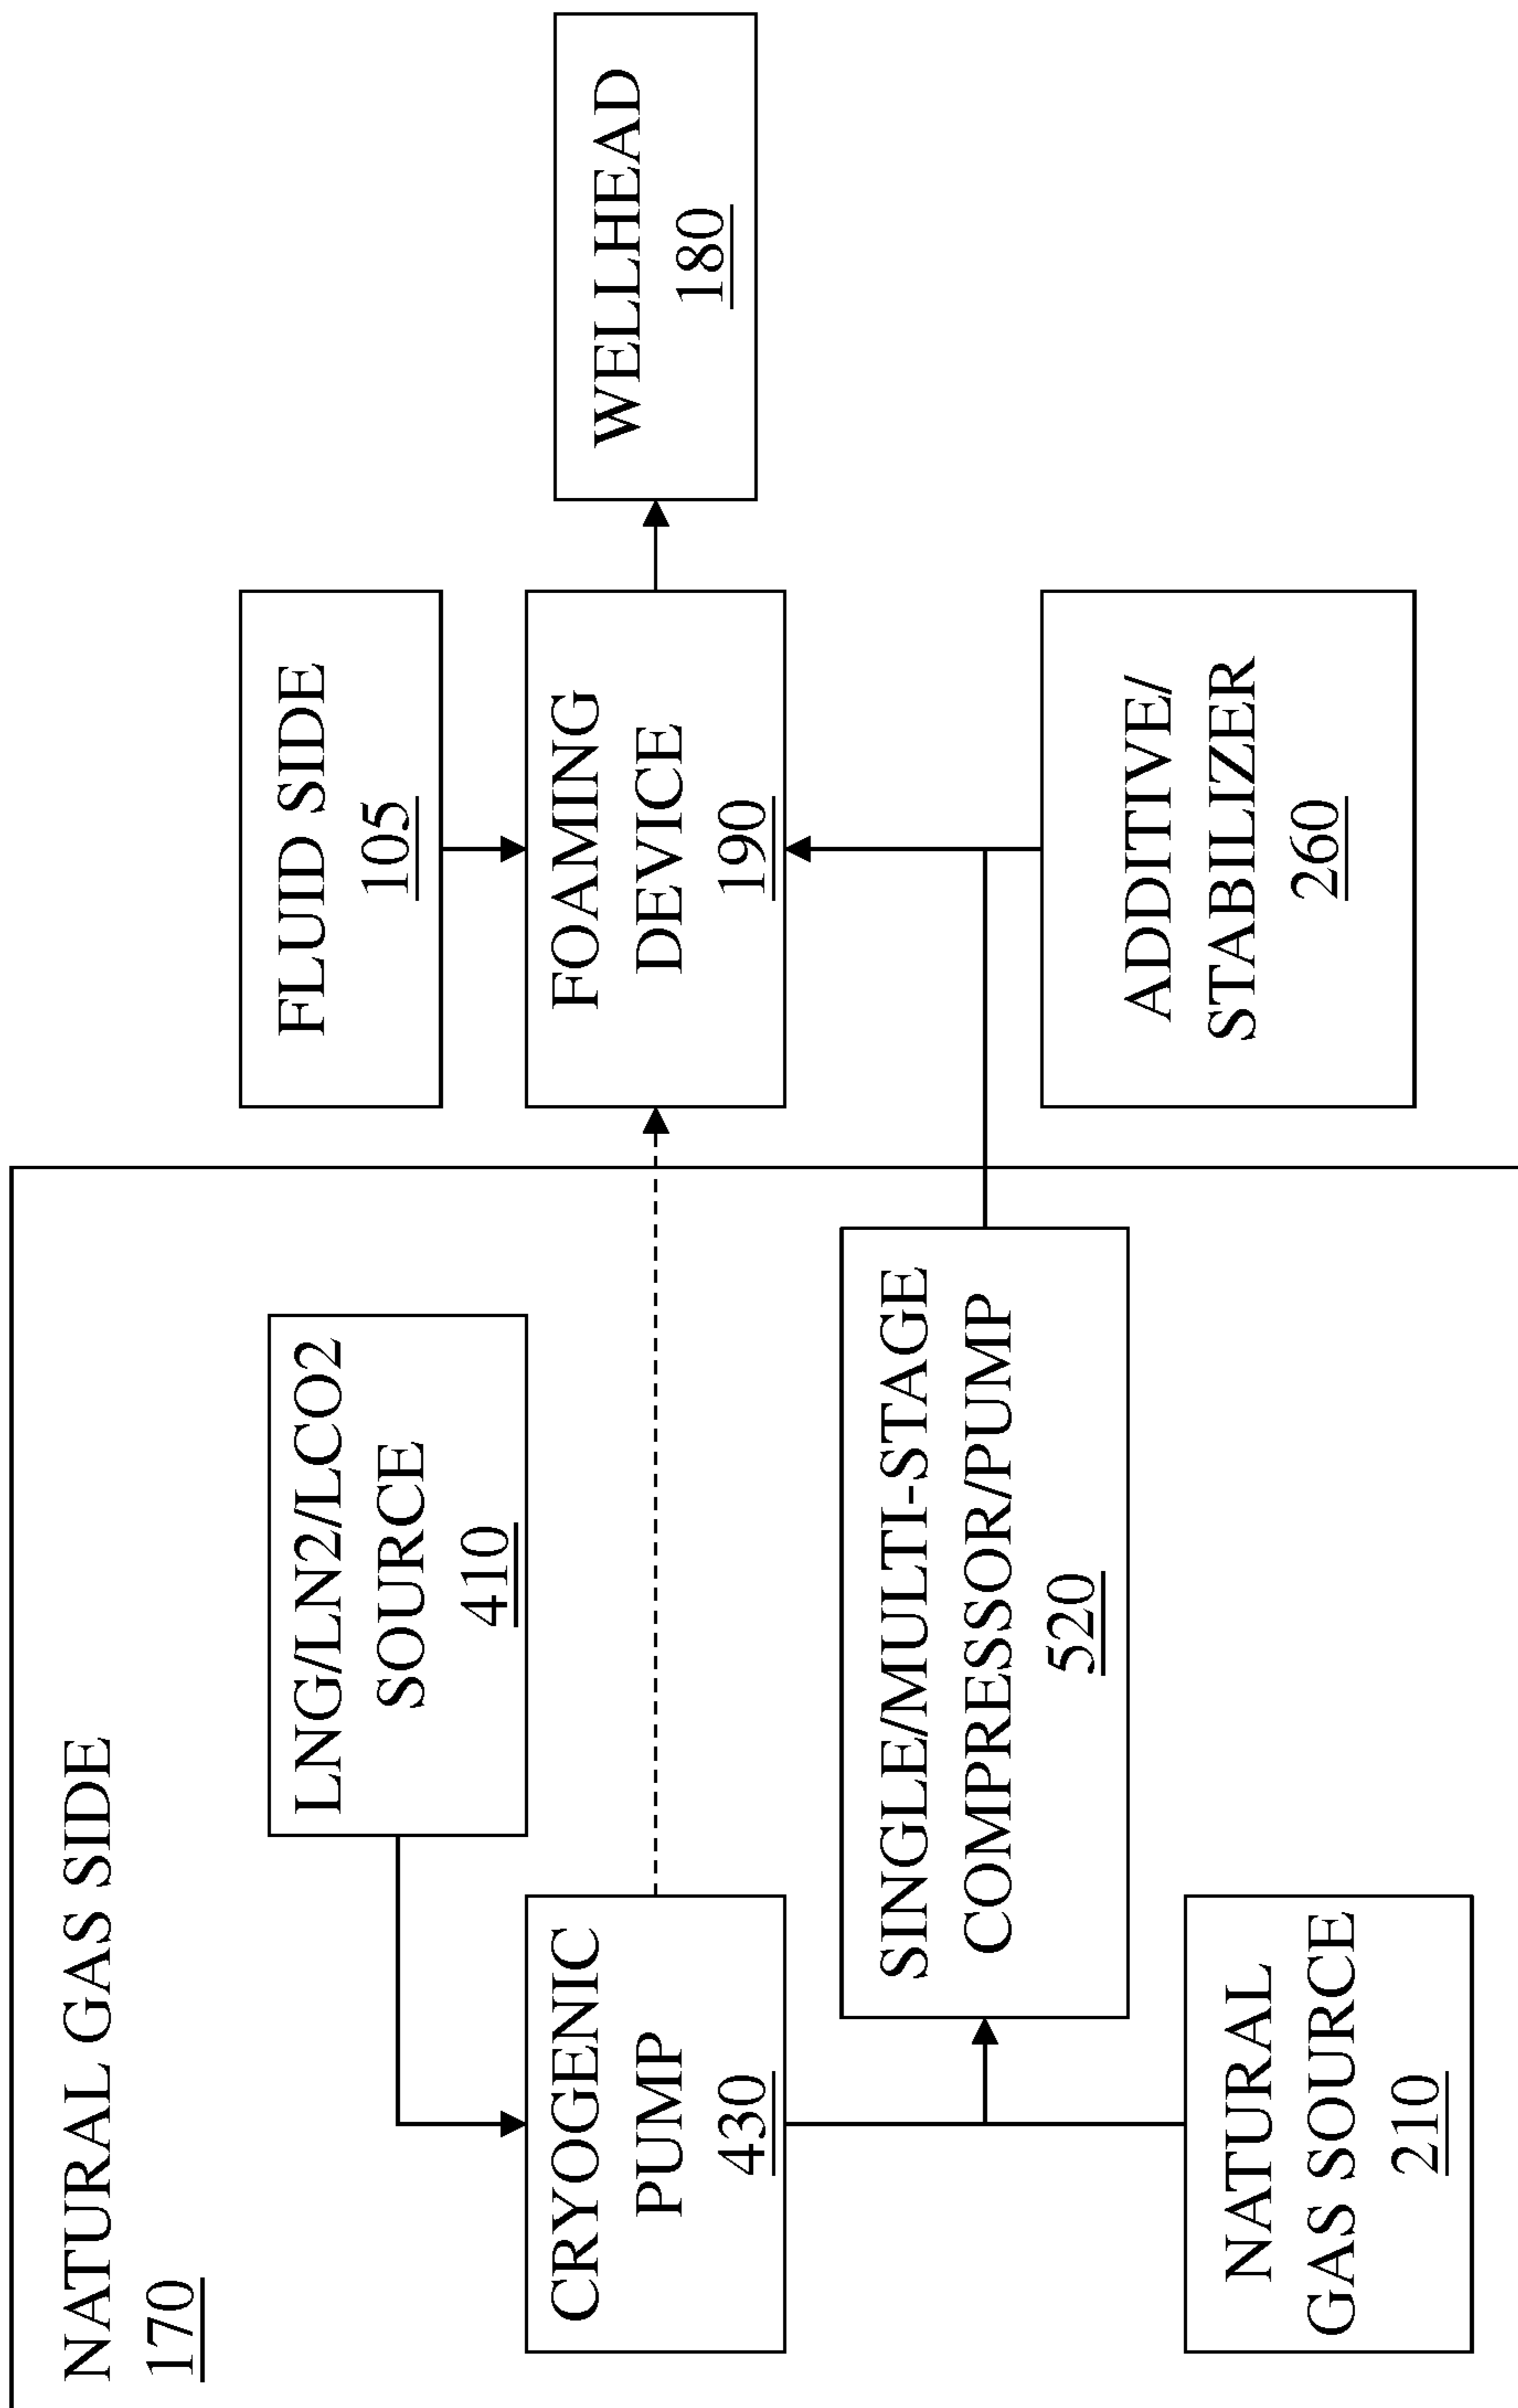 NATURAL GAS SIDE
170
LNG/LN2/LCO2
SOURCE
410
FLUID SIDE
105
CRYOGENIC
PUMP
430
FOAMING
DEVICE
190
WELLHEAD
180
SINGLE/MULTI-STAGE
COMPRESSOR/PUMP
520
NATURAL
GAS SOURCE
210
ADDITIVE/
STABILIZER
260